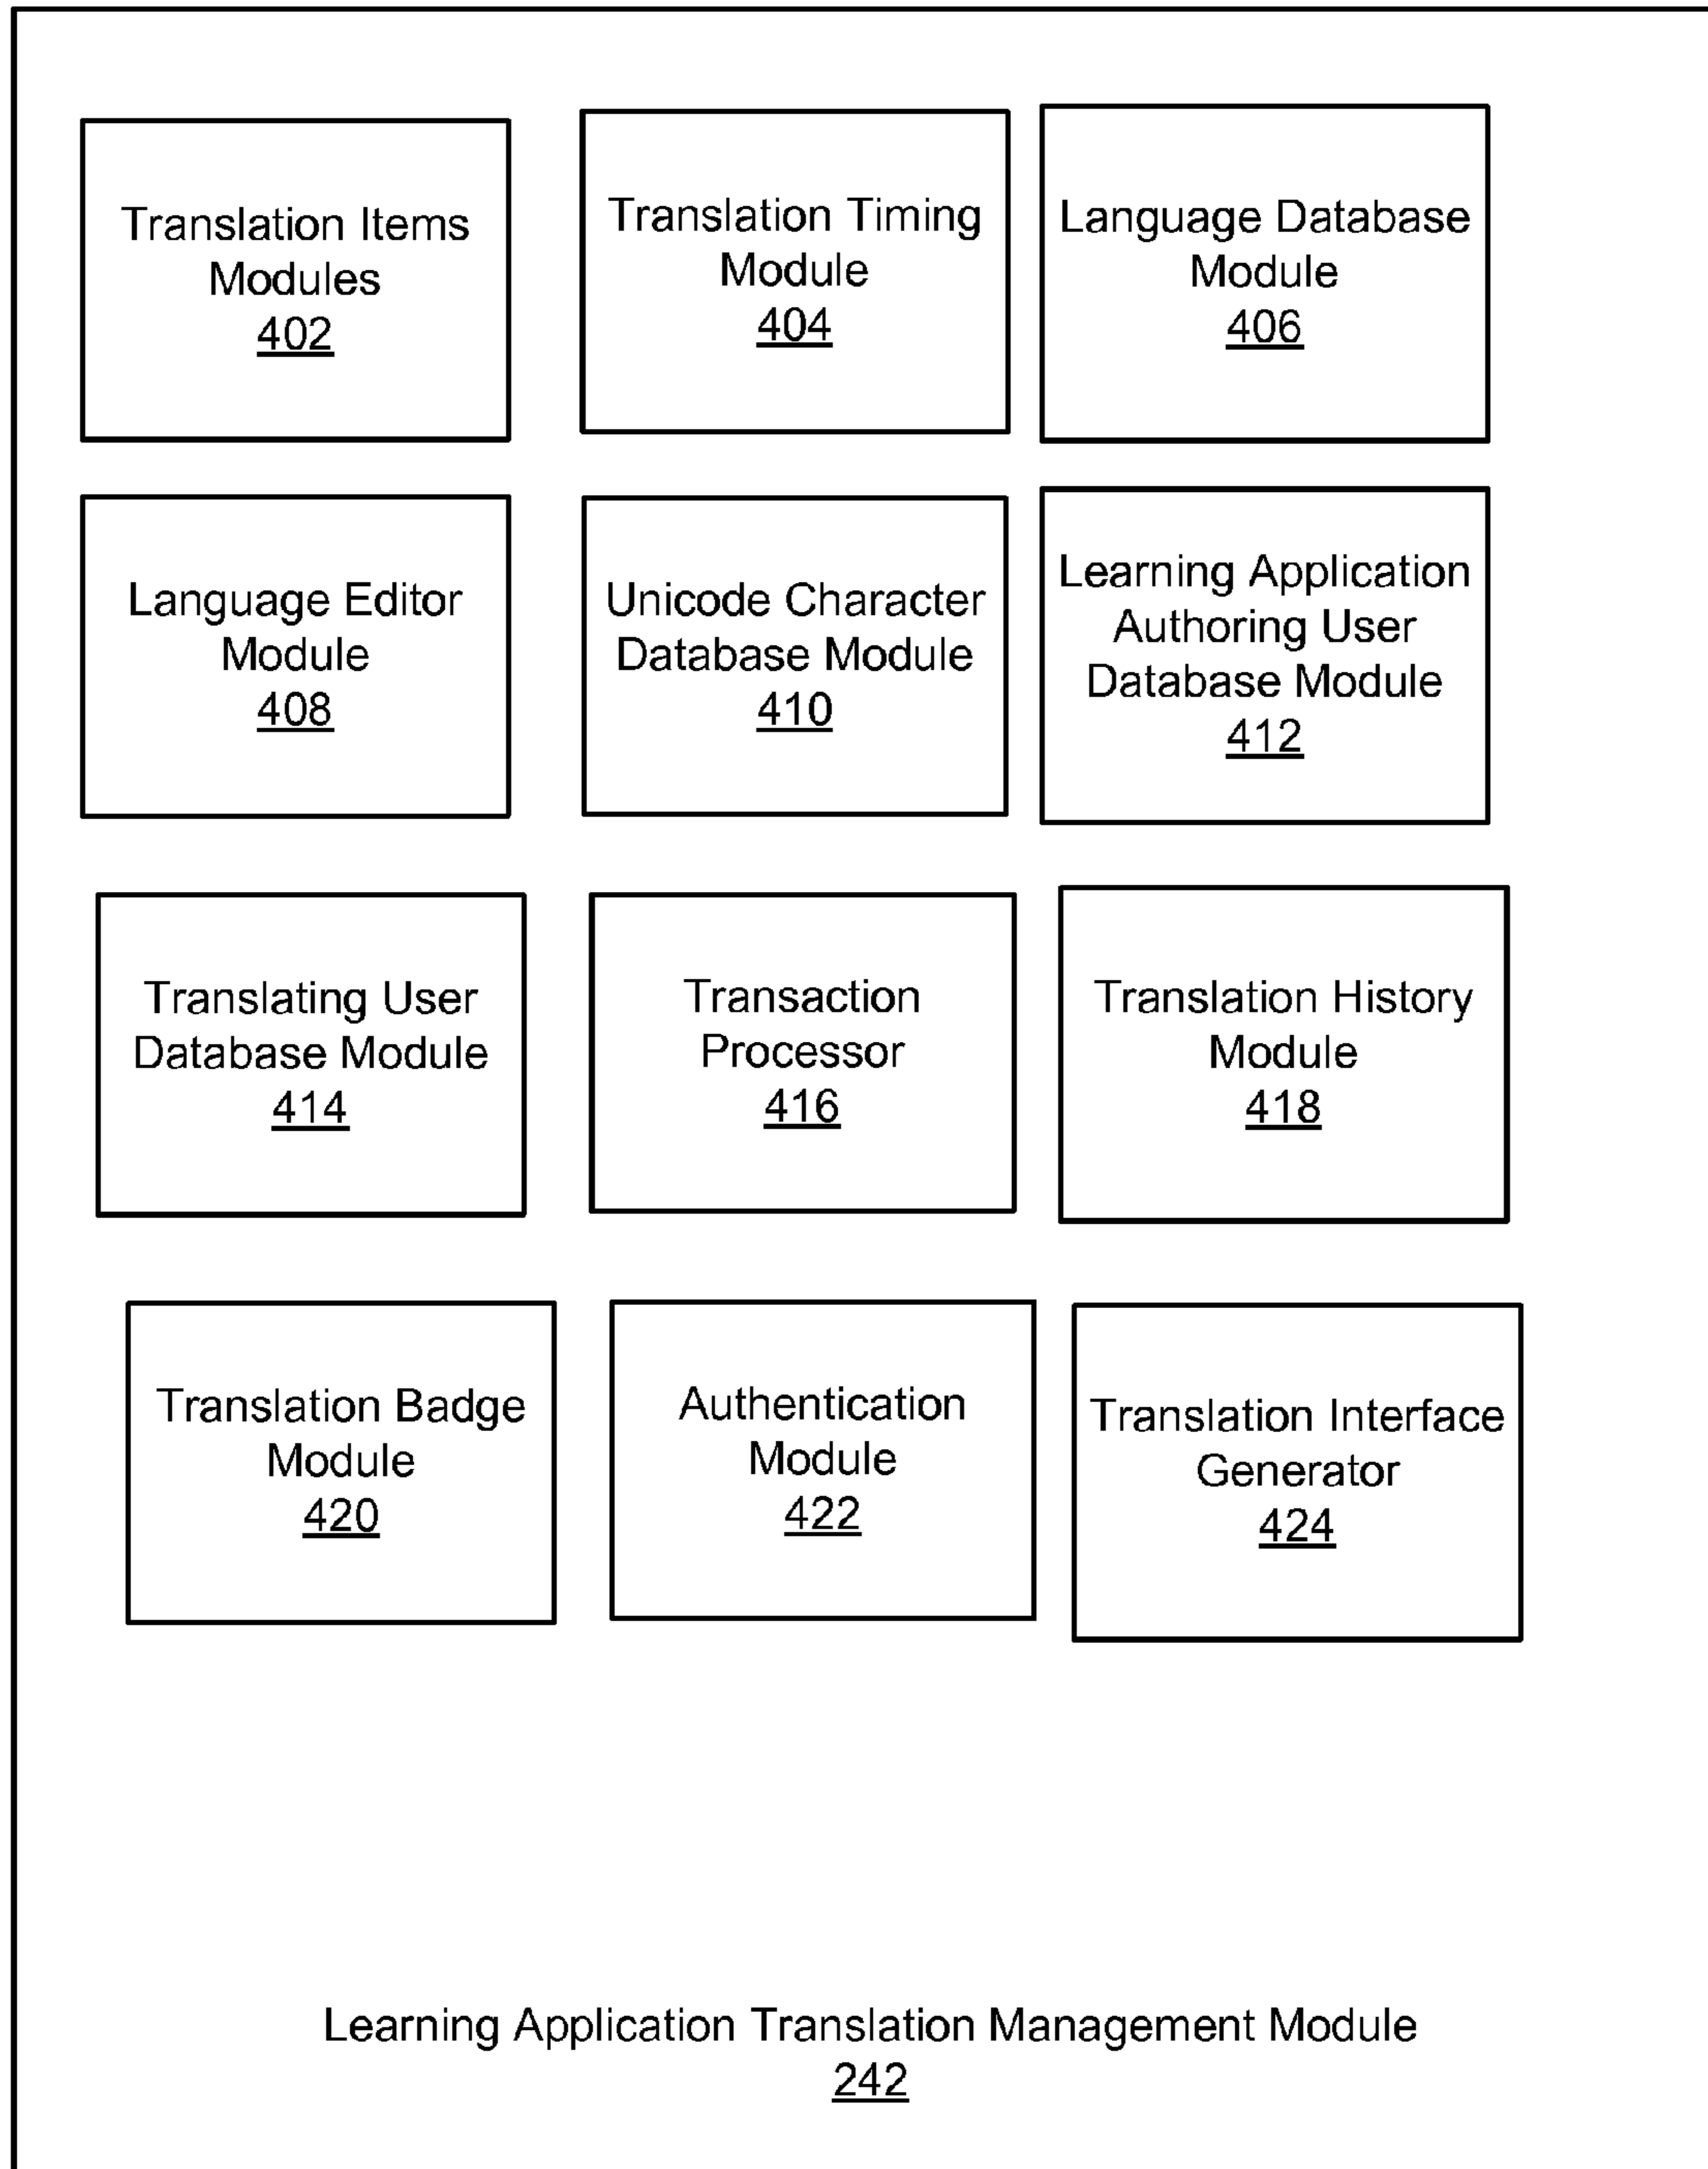 Translation Items
Modules
402
Translation Timing
Module
404
Language Database
Module
406
Language Editor
Module
408
Unicode Character
Database Module
410
Learning Application
Authoring User
Database Module
412
Translating User
Database Module
414
Transaction
Processor
416
Translation History
Module
418
Translation Badge
Module
420
Authentication
Module
422
Translation Interface
Generator
424
Learning Application Translation Management Module
242